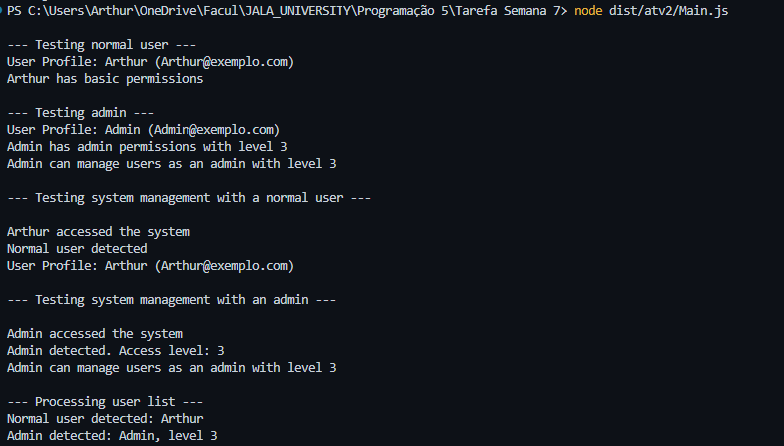 PS C:\Users\Arthur\OneDrive\Facul\JALA_UNIVERSITY\Programação 5\Tarefa Semana 7> node dist/atv2/Main.js
--- Testing normal user ---
User Profile: Arthur (Arthur@exemplo.com)
Arthur has basic permissions
--- Testing admin ---
User Profile: Admin (Admin@exemplo.com)
Admin has admin permissions with level 3
Admin can manage users as an admin with level 3
--- Testing system management with a normal user ---
Arthur accessed the system
Normal user detected
User Profile: Arthur (Arthur@exemplo.com)
--- Testing system management with an admin ---
Admin accessed the system
Admin detected. Access level: 3
Admin can manage users as an admin with level 3
--- Processing user list ---
Normal user detected: Arthur
Admin detected: Admin, level 3